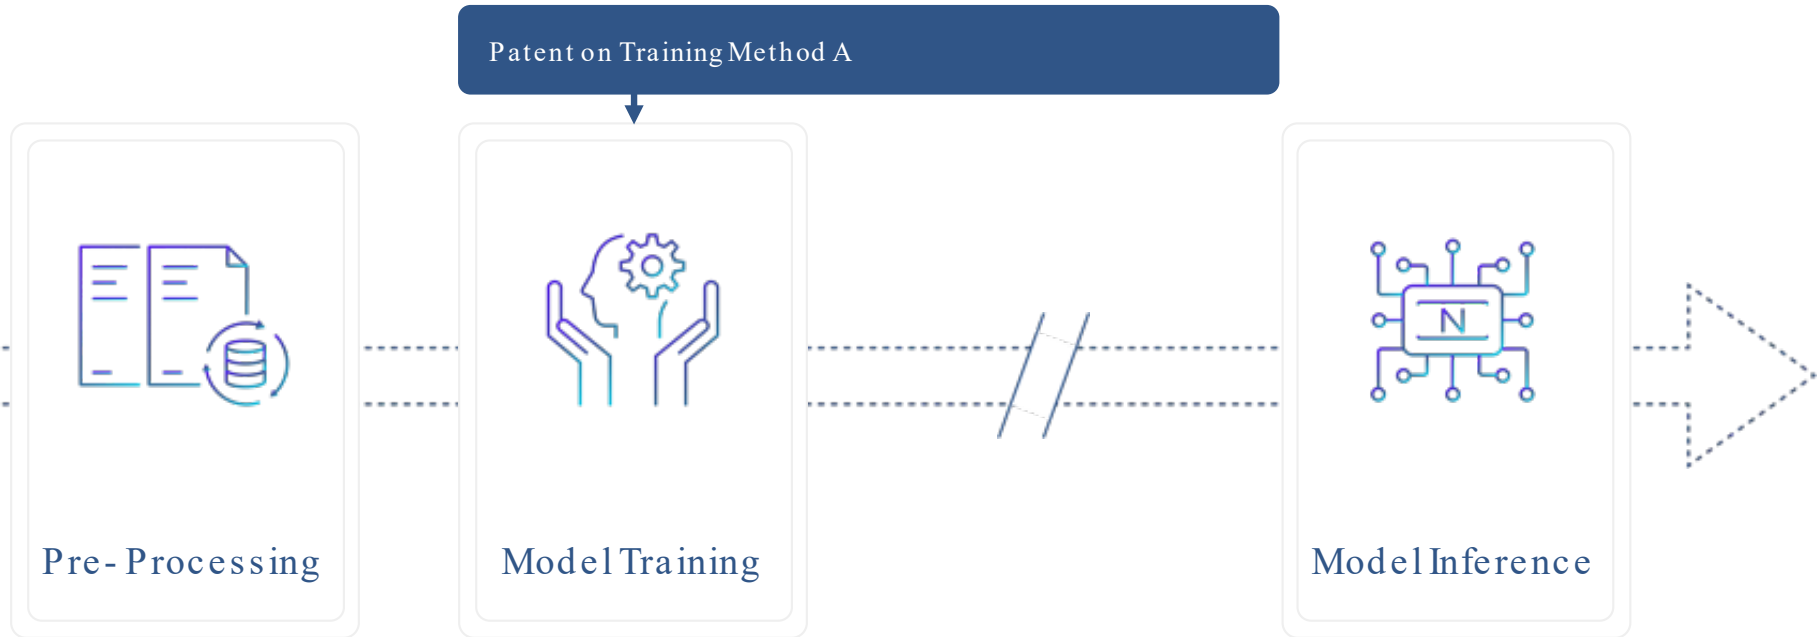 Patent on Training Method A
N
Pre-Processing
Model Training
Model Inference